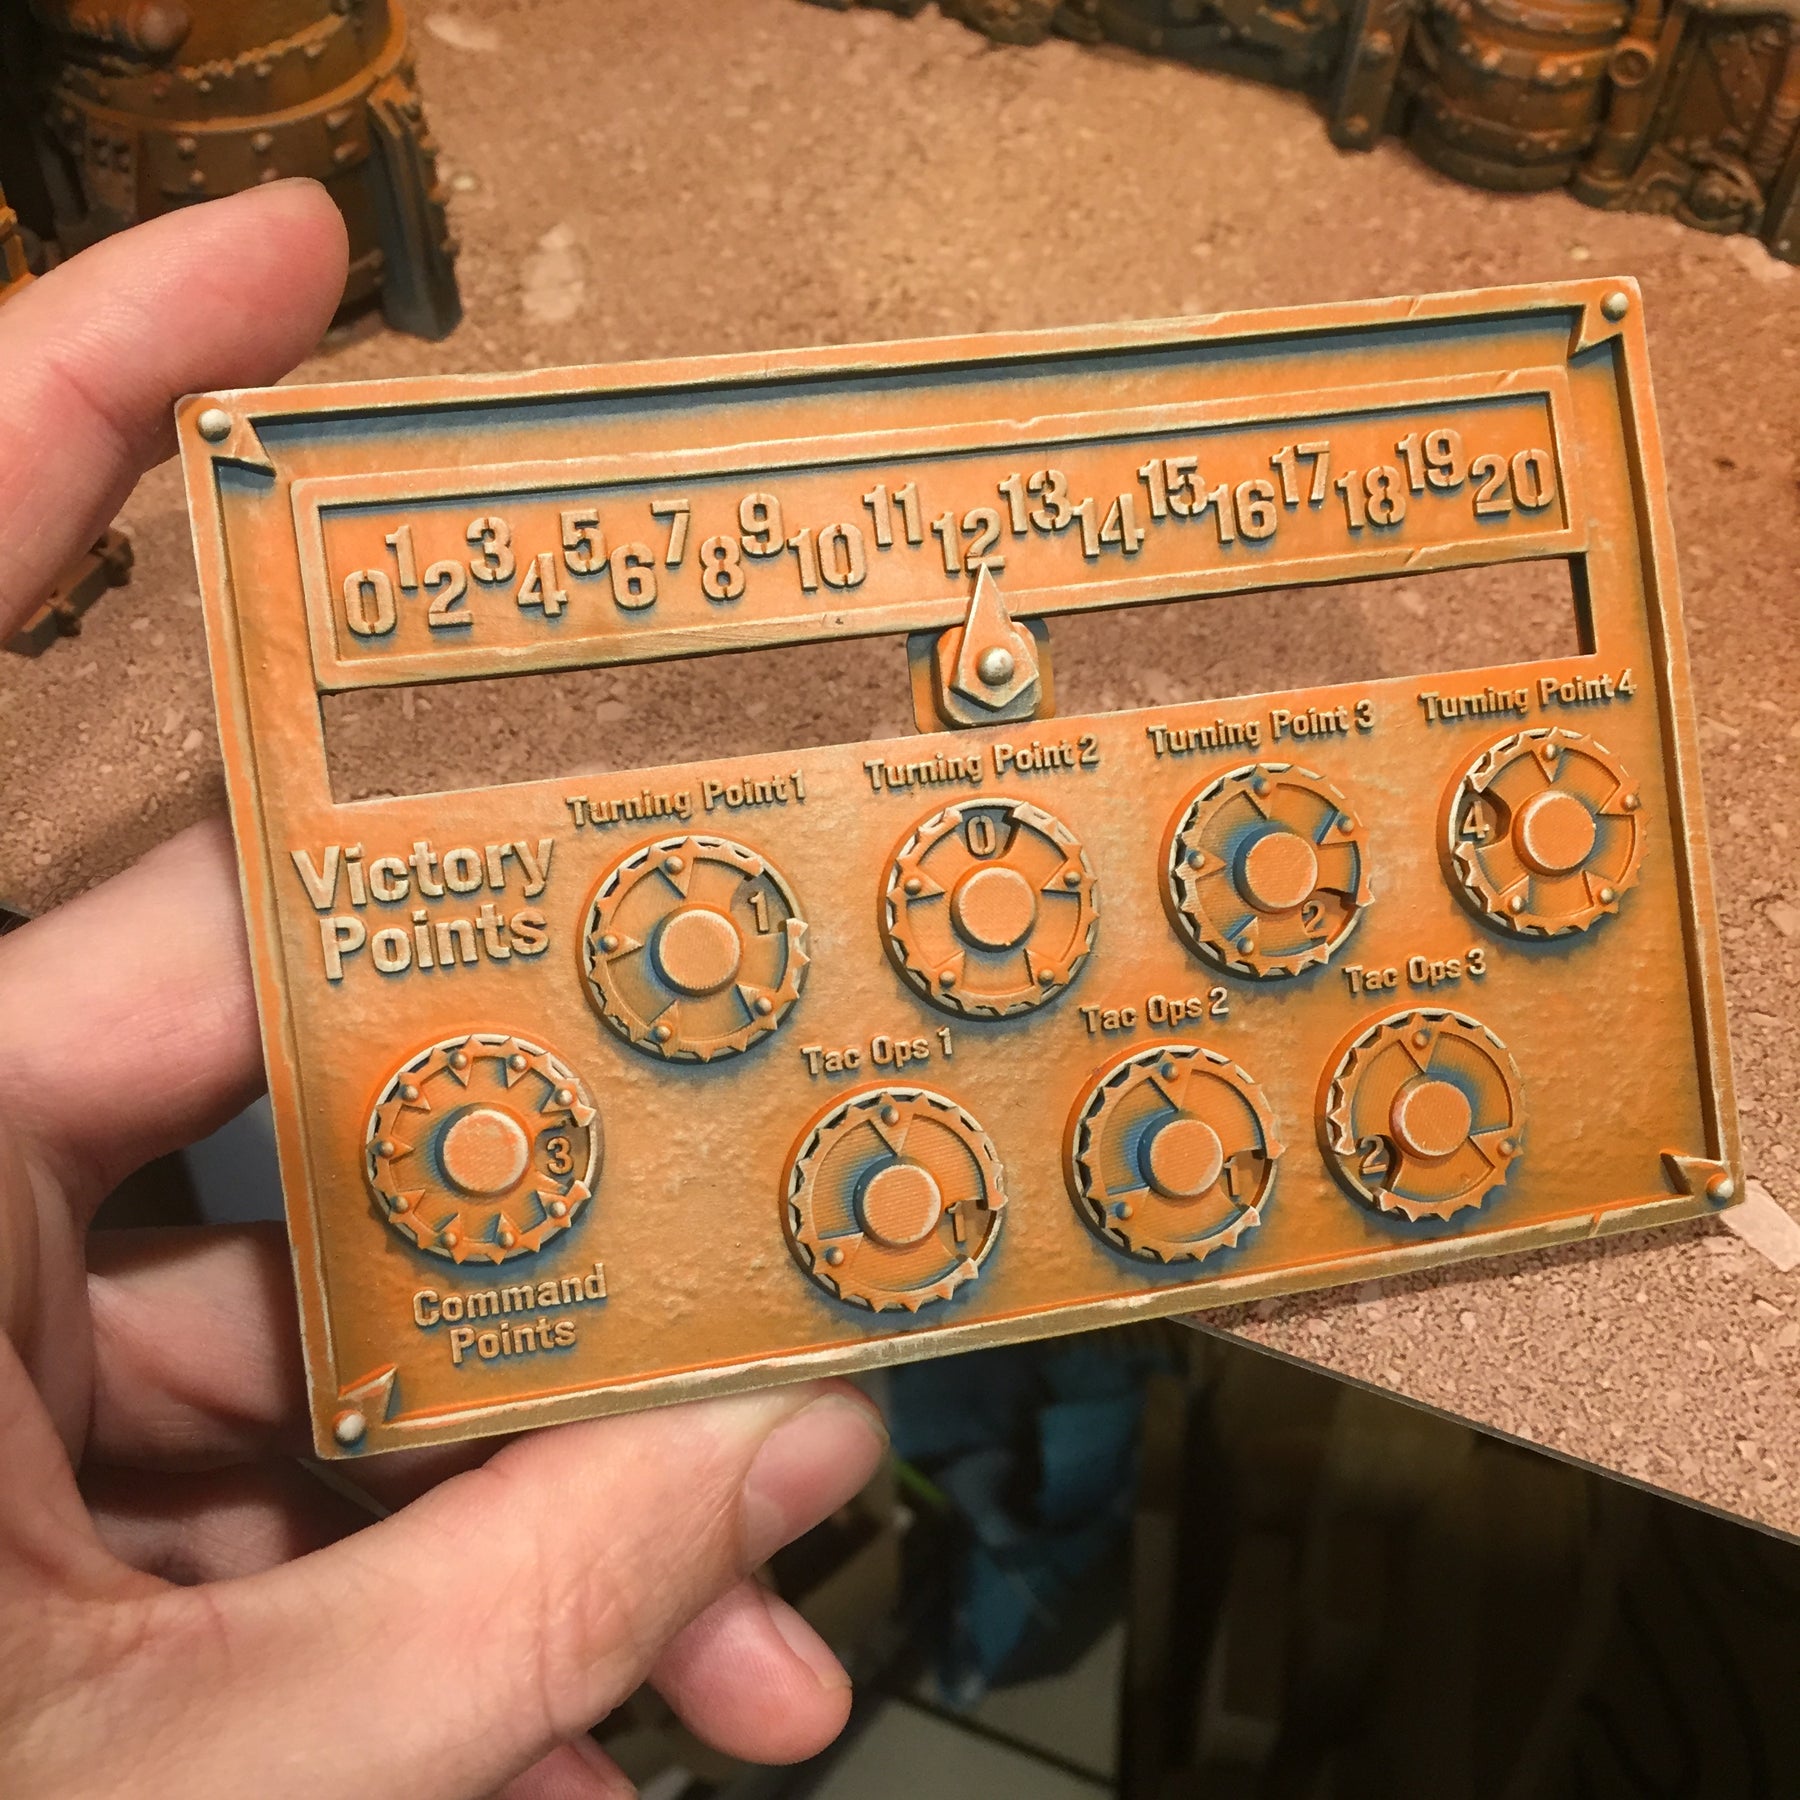 0 1 2 3 4 5 6 7 8 9 10 11 12 13 14 15 16 17 18 19 20
Victory
Points
Turning Point 1
1
Turning Point 2
0
Turning Point 3
2
Turning Point 4
4
3
Command
Points
Tac Ops 1
1
Tac Ops 2
1
Tac Ops 3
2